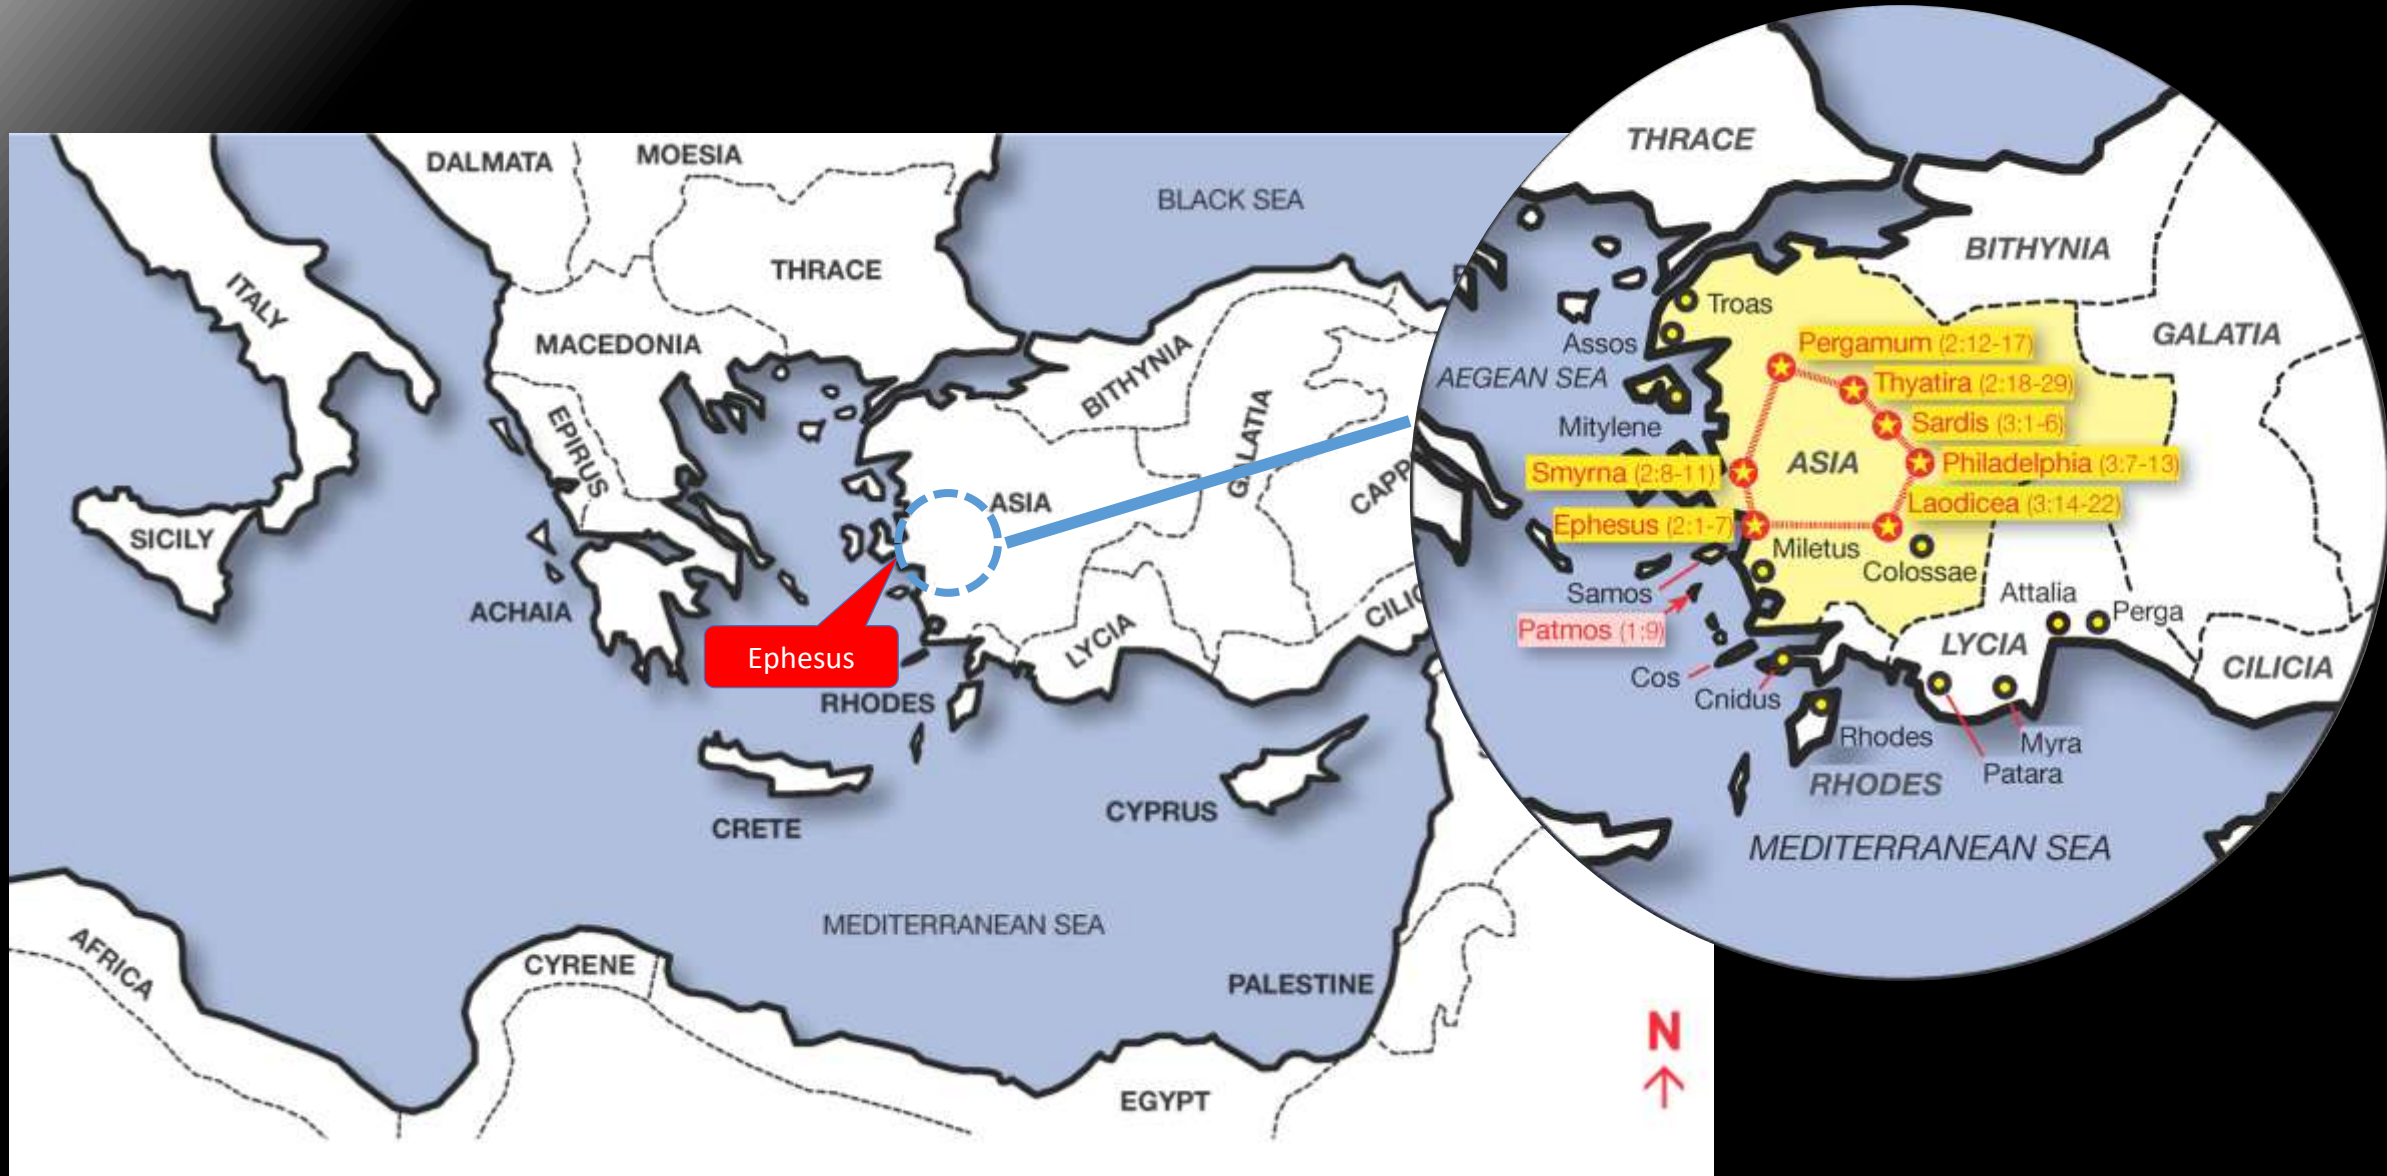 DALMATA
MOESIA
BLACK SEA
THRACE
ITALY
MACEDONIA
BITHYNIA
EPIRUS
GALATIA
ASIA
CAPP
SICILY
ACHAIA
CILIC
LYCIA
Ephesus
RHODES
CRETE
CYPRUS
MEDITERRANEAN SEA
AFRICA
CYRENE
PALESTINE
EGYPT
N
THRACE
BITHYNIA
GALATIA
Troas
Assos
Pergamum (2:12-17)
AEGEAN SEA
Thyatira (2:18-29)
Sardis (3:1-6)
Mitylene
ASIA
Philadelphia (3:7-13)
Smyrna (2:8-11)
Laodicea (3:14-22)
Ephesus (2:1-7)
Miletus
Colossae
Samos
Attalia
Perga
Patmos (1:9)
LYCIA
CILICIA
Cos
Cnidus
Rhodes
Myra
Patara
RHODES
MEDITERRANEAN SEA